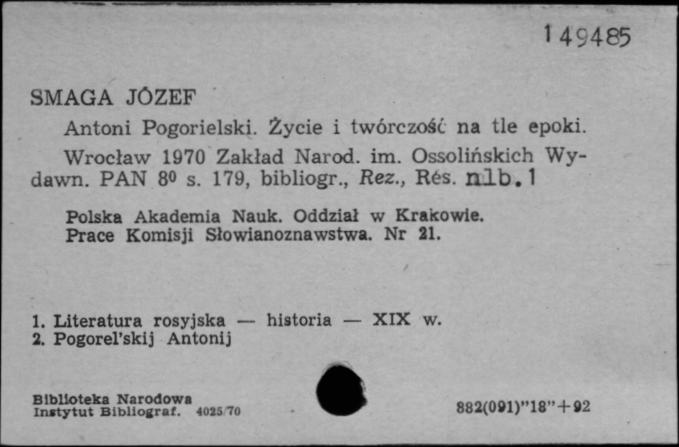 149485
SMAGA JÓZEF
Antoni Pogorielski. Życie i twórczość na tle epoki.
Wrocław 1970 Zakład Narod. im. Ossolińskich Wy-
dawn. PAN 8⁰ s. 179, bibliogr., Rez., Rés. nlb. 1
Polska Akademia Nauk. Oddział w Krakowie.
Prace Komisji Słowianoznawstwa. Nr 21.
1. Literatura rosyjska — historia — XIX w.
2. Pogorel'skij Antonij
Biblioteka Narodowa
Instytut Bibliograf. 4025/70
882(091)"18"+92